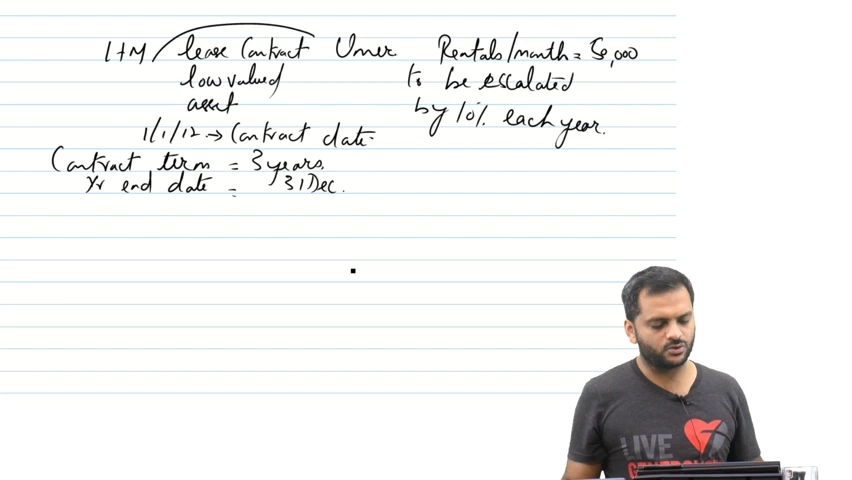 1+M lease Contract Umer
low valued
asset
1/1/12 → Contract date
Contract term = 3 years
Yr end date = 31 Dec.
Rentals/month = 50,000
to be escalated
by 10% each year.
LIVE